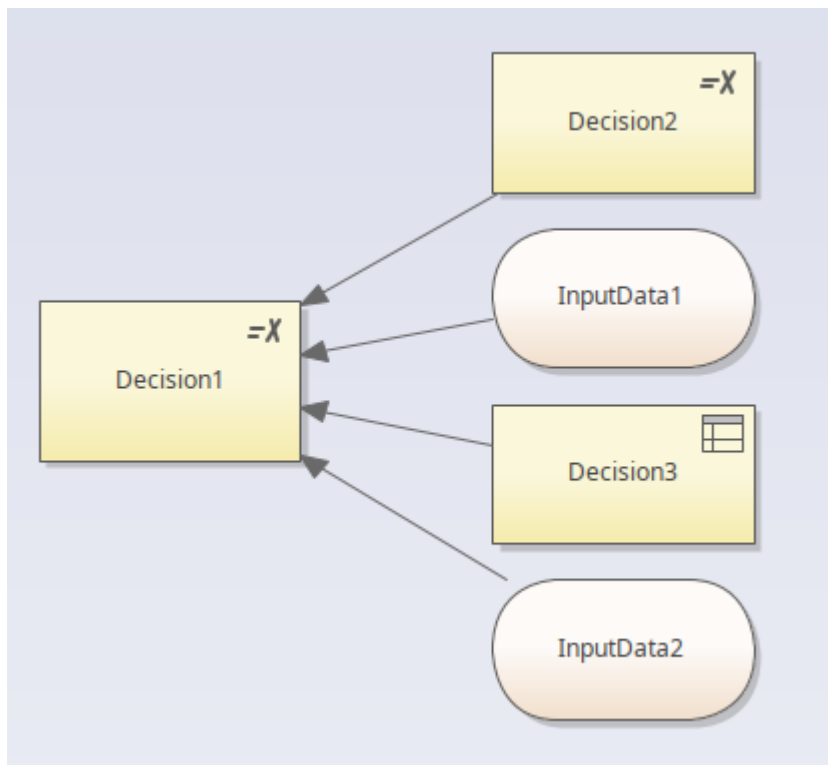 =X
Decision2
InputData1
=X
Decision1
Decision3
InputData2